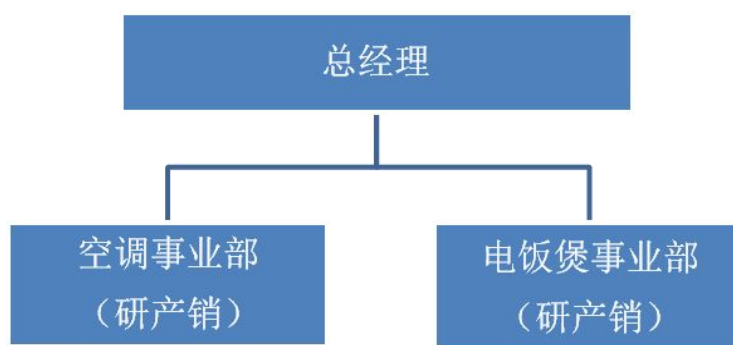 总经理
空调事业部
（研产销）
电饭煲事业部
（研产销）